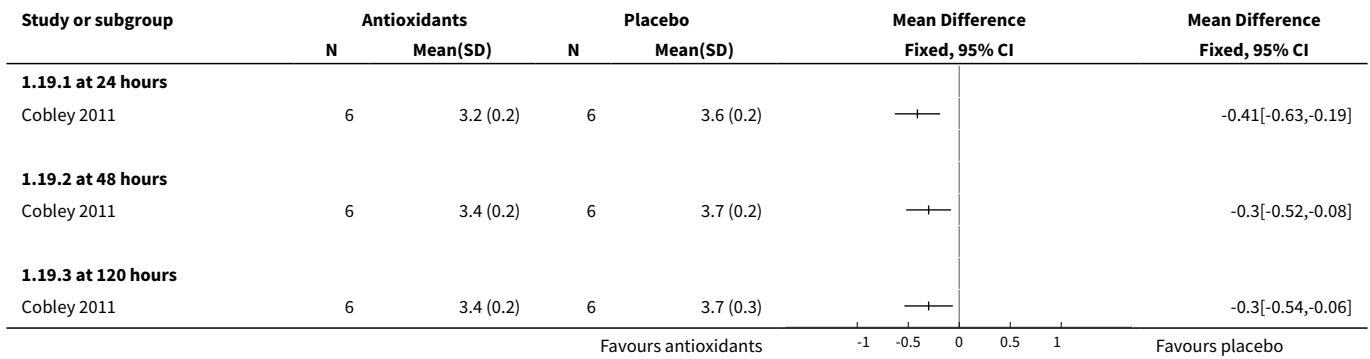 Study or subgroup Antioxidants Placebo Mean Difference Mean Difference
N Mean(SD) N Mean(SD) Fixed, 95% CI Fixed, 95% CI
1.19.1 at 24 hours
Cobley 2011 6 3.2 (0.2) 6 3.6 (0.2) -0.41[-0.63,-0.19]
1.19.2 at 48 hours
Cobley 2011 6 3.4 (0.2) 6 3.7 (0.2) -0.3[-0.52,-0.08]
1.19.3 at 120 hours
Cobley 2011 6 3.4 (0.2) 6 3.7 (0.3) -0.3[-0.54,-0.06]
Favours antioxidants -1 -0.5 0 0.5 1 Favours placebo